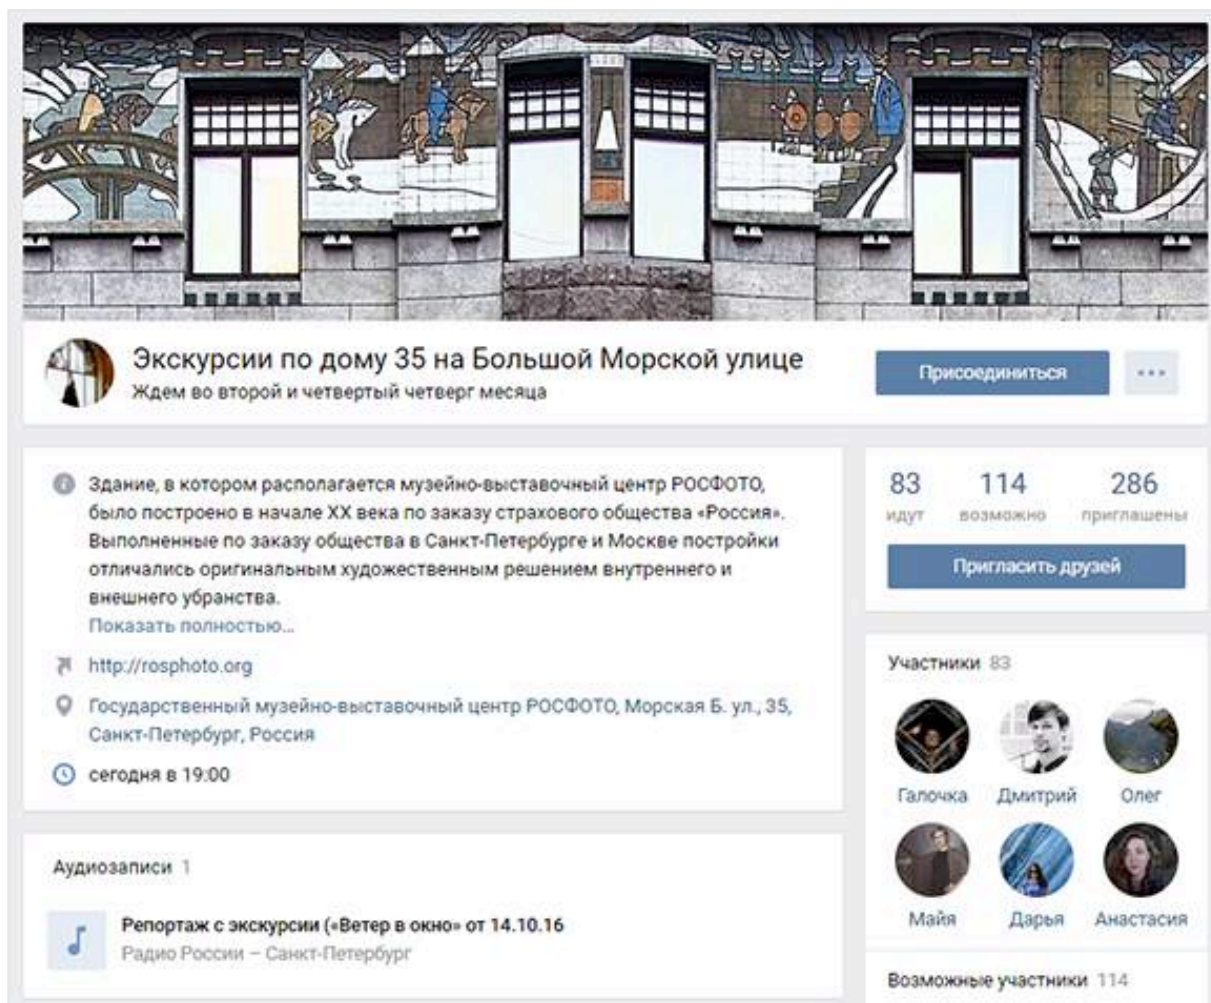 Экскурсии по дому 35 на Большой Морской улице
Ждем во второй и четвертый четверг месяца
Присоединиться
Здание, в котором располагается музейно-выставочный центр РОСФОТО,
было построено в начале XX века по заказу страхового общества «Россия».
Выполненные по заказу общества в Санкт-Петербурге и Москве постройки
отличались оригинальным художественным решением внутреннего и
внешнего убранства.
Показать полностью...
http://rosphoto.org
Государственный музейно-выставочный центр РОСФОТО, Морская Б. ул., 35,
Санкт-Петербург, Россия
сегодня в 19:00
Аудиозаписи 1
Репортаж с экскурсии («Ветер в окно» от 14.10.16
Радио России – Санкт-Петербург
83 114 286
идут возможно приглашены
Пригласить друзей
Участники 83
Галочка Дмитрий Олег
Майя Дарья Анастасия
Возможные участники 114